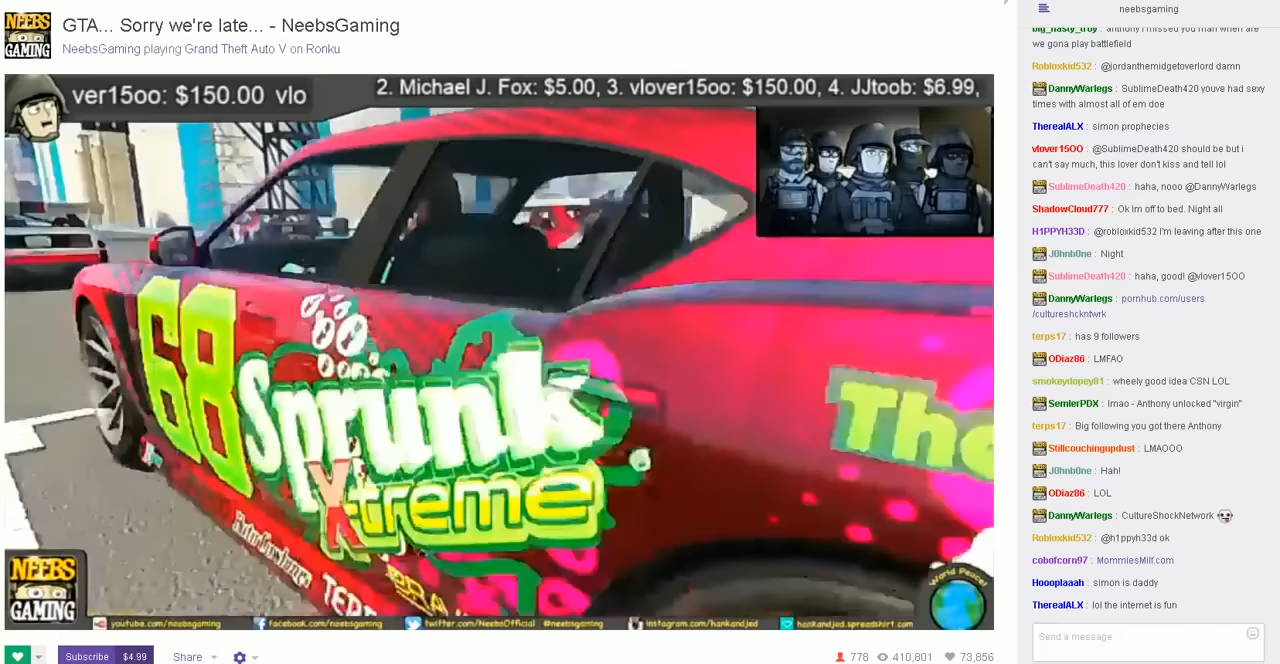 NEEBS
GAMING
GTA... Sorry we're late... - NeebsGaming
NeebsGaming playing Grand Theft Auto V on Ronku
ver15oo: $150.00 vlo
2. Michael J. Fox: $5.00, 3. vlover15oo: $150.00, 4. JJtoob: $6.99,
68
Sprunk
Xtreme
The
NEEBS
GAMING
World Peace!
youtube.com/neebsgaming
facebook.com/neebsgaming
twitter.com/NeebsOfficial #neebsgaming
instagram.com/hankandjed
hankandjed.spreadshirt.com
Subscribe $4.99 Share
778 410,801 73,856
neebsgaming
big_nasty_troy : anthony i missed you man when are
we gona play battlefield
Robloxkid532 : @jordanthemidgetoverlord damn
DannyWarlegs : SublimeDeath420 youve had sexy
times with almost all of em doe
TherealALX : simon prophecies
vlover15OO : @SublimeDeath420 should be but i
can't say much, this lover don't kiss and tell lol
SublimeDeath420 : haha, nooo @DannyWarlegs
ShadowCloud777 : Ok Im off to bed. Night all
H1PPYH33D : @robloxkid532 I'm leaving after this one
J0hnb0ne : Night
SublimeDeath420 : haha, good! @vlover15OO
DannyWarlegs : pornhub.com/users
/cultureshckntwrk
terps17 : has 9 followers
ODiaz86 : LMFAO
smokeydopey81 : wheely good idea CSN LOL
SemlerPDX : lmao - Anthony unlocked "virgin"
terps17 : Big following you got there Anthony
Stillcouchingupdust : LMAOOO
J0hnb0ne : Hah!
ODiaz86 : LOL
DannyWarlegs : CultureShockNetwork
Robloxkid532 : @h1ppyh33d ok
cobofcorn97 : MommiesMilf.com
Hoooplaaah : simon is daddy
TherealALX : lol the internet is fun
Send a message